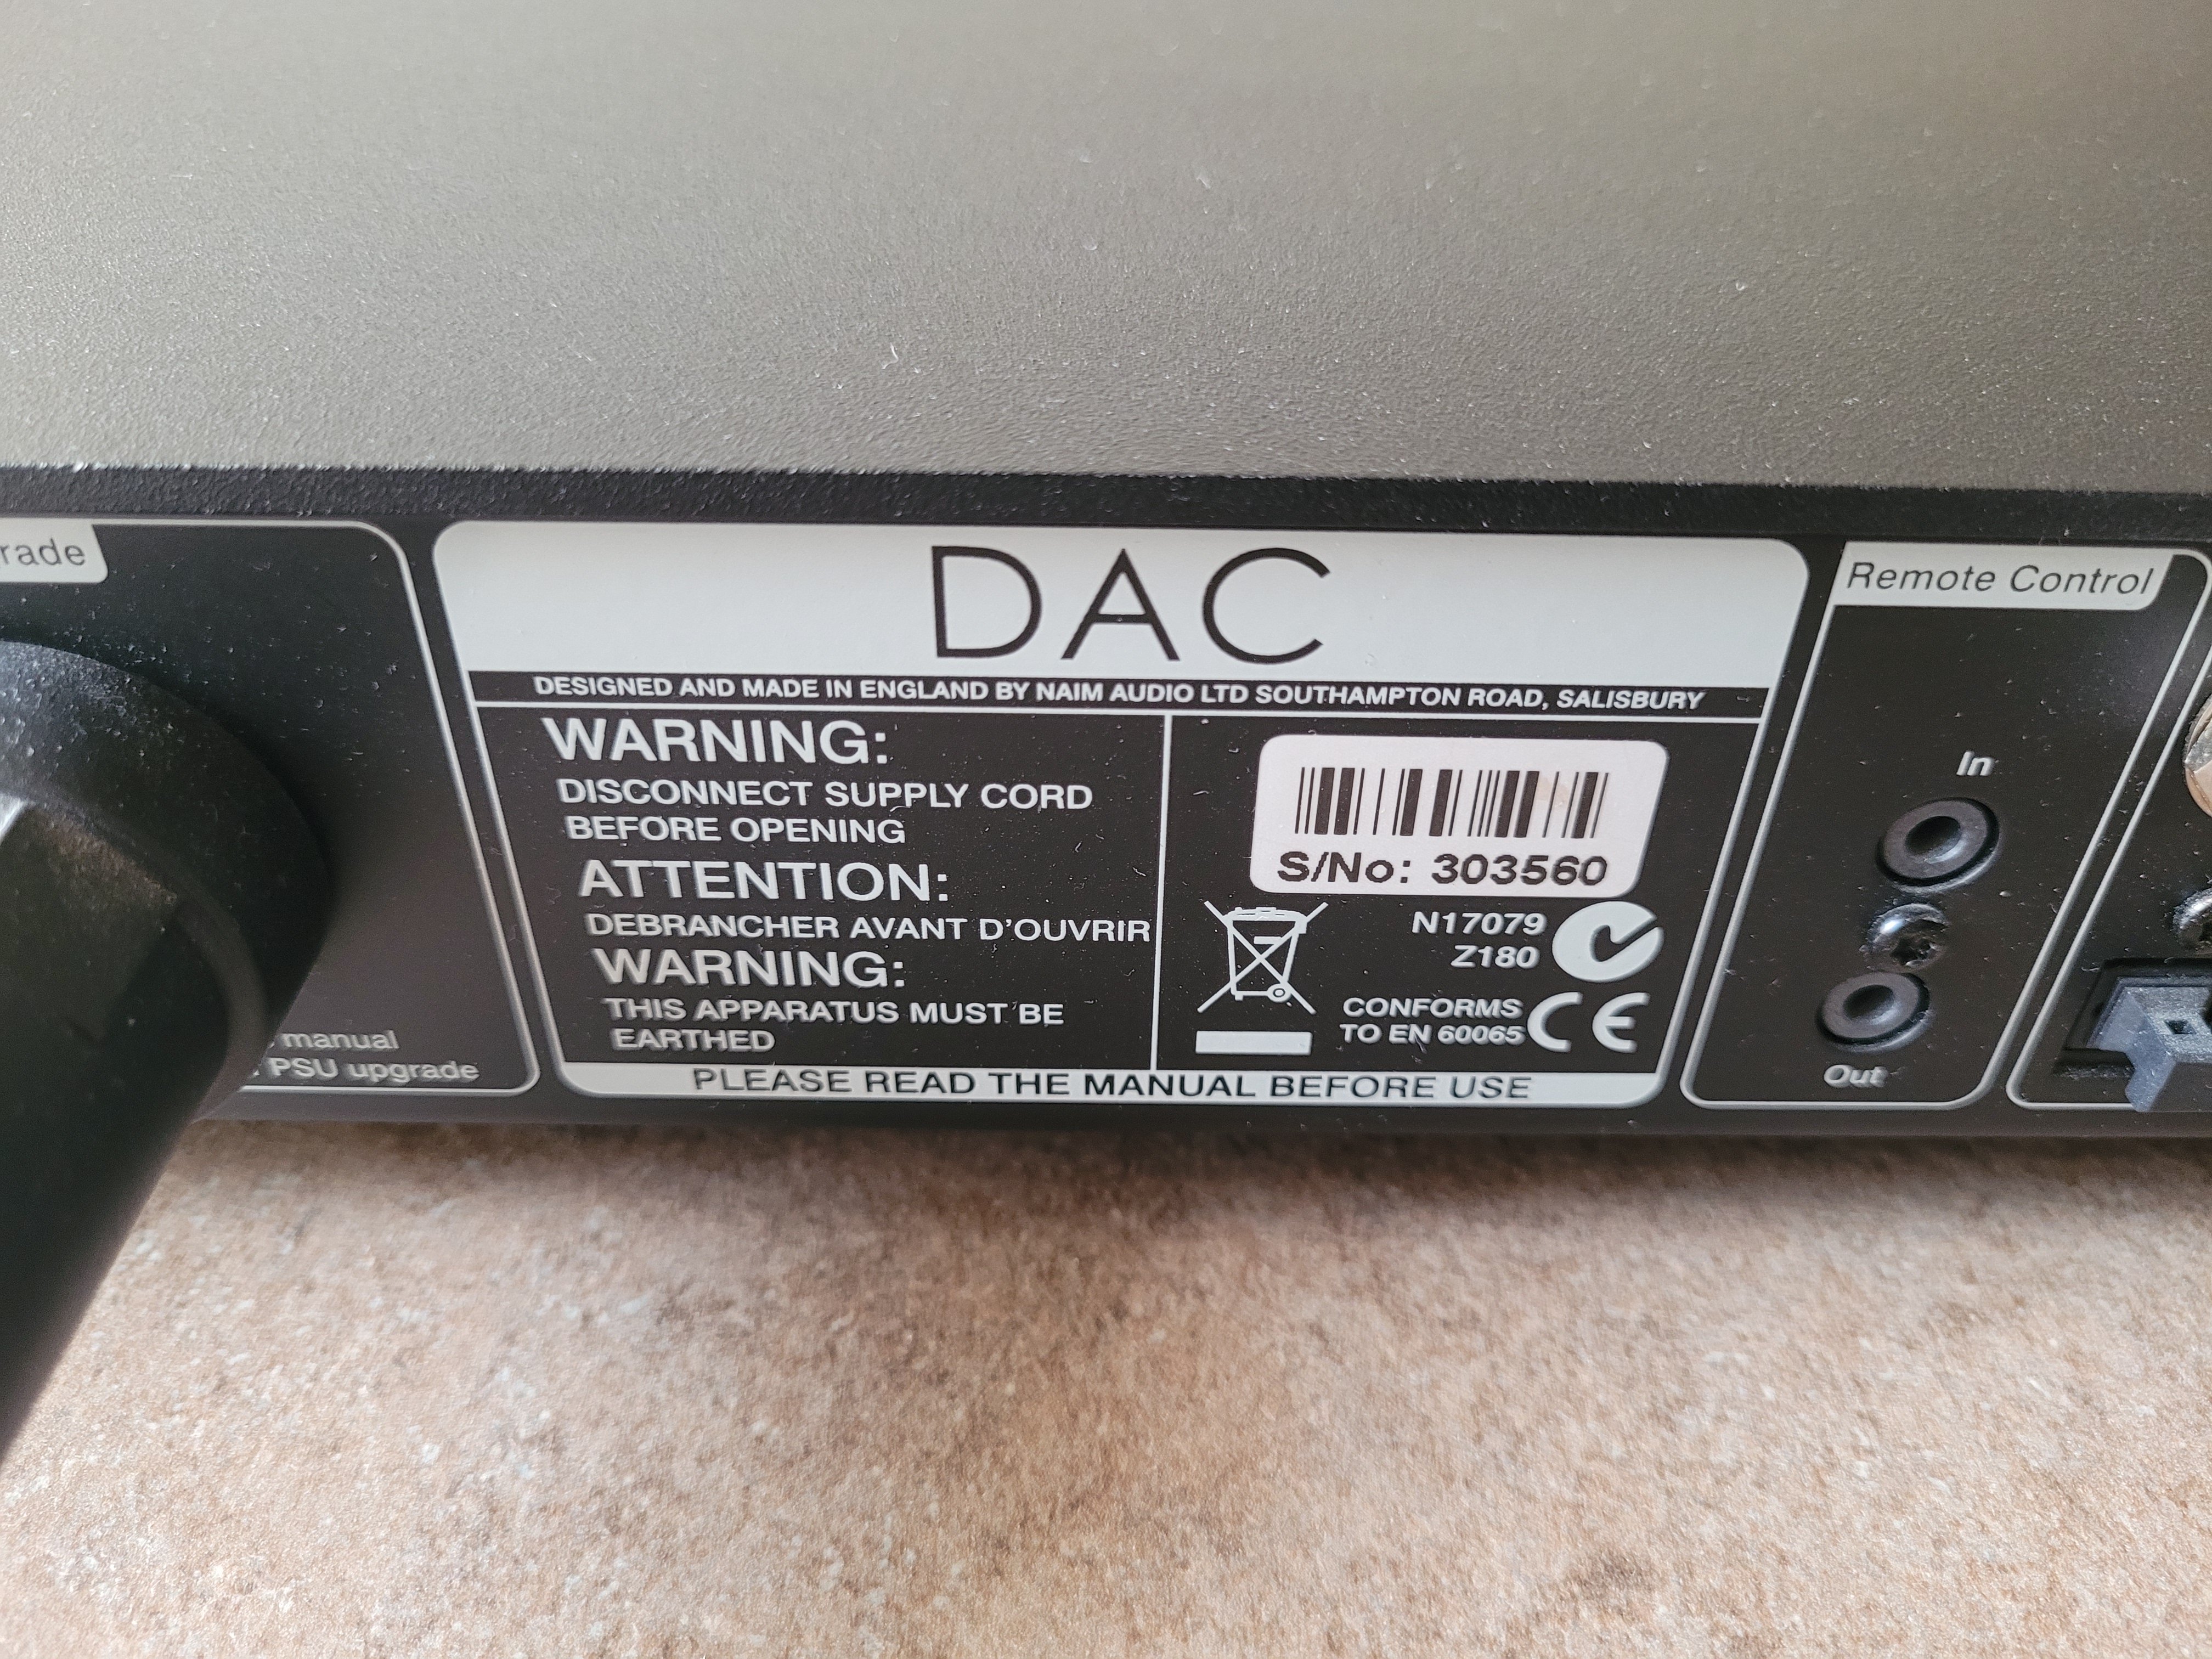 rade
manual
PSU upgrade
DAC
DESIGNED AND MADE IN ENGLAND BY NAIM AUDIO LTD SOUTHAMPTON ROAD, SALISBURY
WARNING:
DISCONNECT SUPPLY CORD
BEFORE OPENING
ATTENTION:
DEBRANCHER AVANT D'OUVRIR
WARNING:
THIS APPARATUS MUST BE
EARTHED
S/No: 303560
N17079
Z180
CONFORMS
TO EN 60065
CE
PLEASE READ THE MANUAL BEFORE USE
Remote Control
In
Out